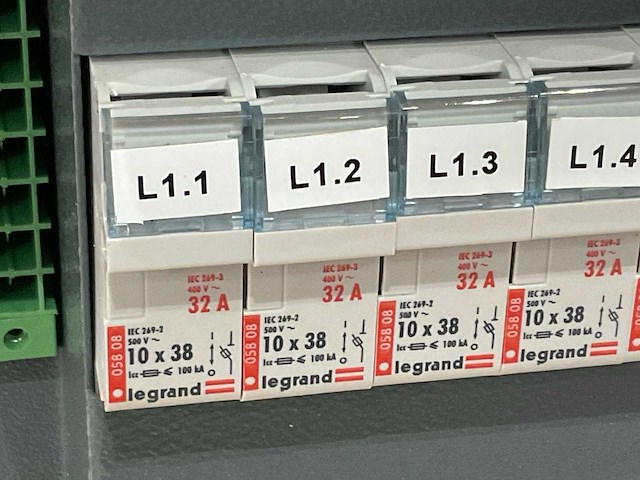 L1.1
IEC 269-3
400 V ~
32 A
058 08
IEC 269-2
500 V ~
10 x 38
Icc ≤ 100 kA
legrand
L1.2
IEC 269-3
400 V ~
32 A
058 08
IEC 269-2
500 V ~
10 x 38
Icc ≤ 100 kA
legrand
L1.3
IEC 269-3
400 V ~
32 A
058 08
IEC 269-2
500 V ~
10 x 38
Icc ≤ 100 kA
legrand
L1.4
IEC 269-3
400 V ~
32 A
058 08
IEC 269-2
500 V ~
10 x 38
Icc ≤ 100 kA
legrand